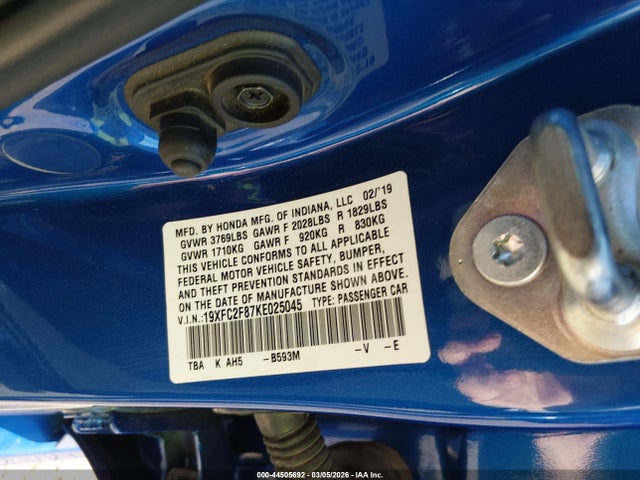 MFD. BY HONDA MFG. OF INDIANA, LLC 02/'19
GVWR 3769LBS GAWR F 2028LBS R 1829LBS
GVWR 1710KG GAWR F 920KG R 830KG
THIS VEHICLE CONFORMS TO ALL APPLICABLE
FEDERAL MOTOR VEHICLE SAFETY, BUMPER,
AND THEFT PREVENTION STANDARDS IN EFFECT
ON THE DATE OF MANUFACTURE SHOWN ABOVE.
V.I.N.:19XFC2F87KE025045 TYPE: PASSENGER CAR
TBA K AH5 -B593M -V -E
000-44505692 - 03/05/2026 - IAA Inc.